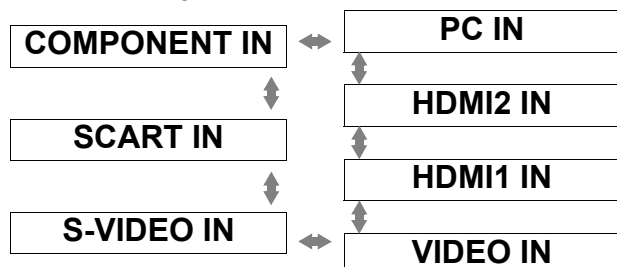 COMPONENT IN
PC IN
HDMI2 IN
SCART IN
HDMI1 IN
S-VIDEO IN
VIDEO IN